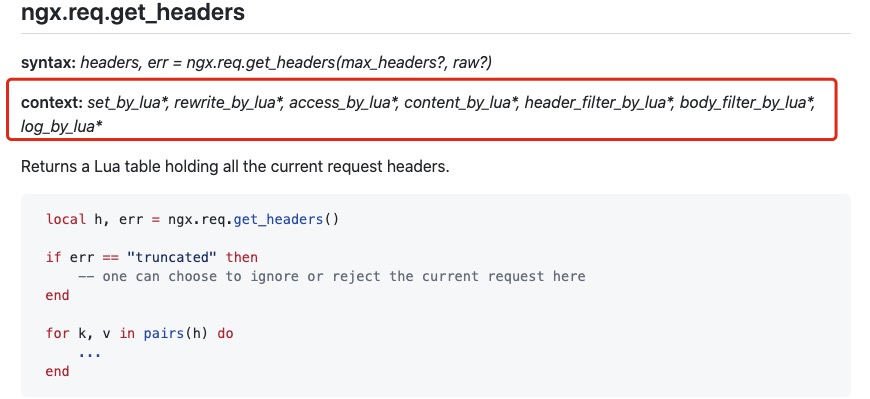 ngx.req.get_headers
syntax: headers, err = ngx.req.get_headers(max_headers?, raw?)
context: set_by_lua*, rewrite_by_lua*, access_by_lua*, content_by_lua*, header_filter_by_lua*, body_filter_by_lua*,
log_by_lua*
Returns a Lua table holding all the current request headers.
local h, err = ngx.req.get_headers()
if err == "truncated" then
    -- one can choose to ignore or reject the current request here
end
for k, v in pairs(h) do
    ...
end